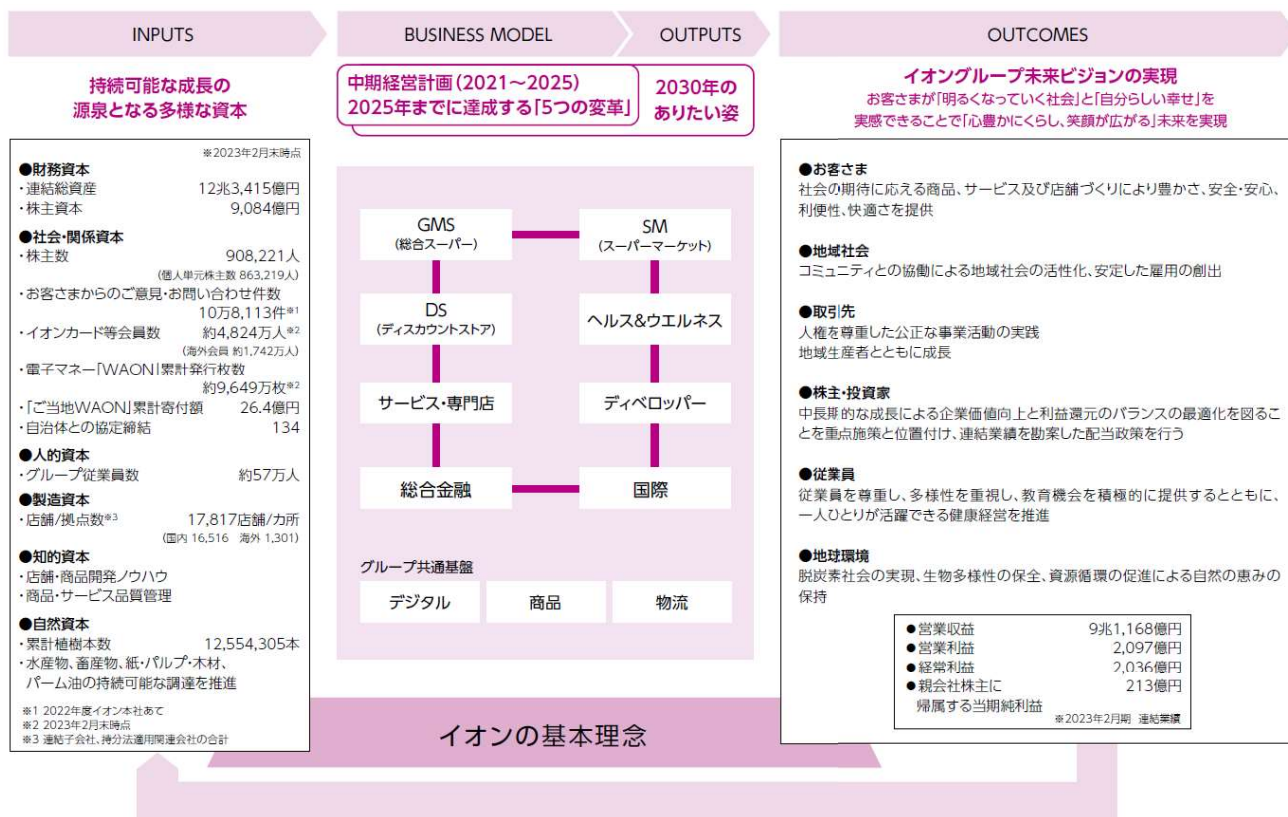 INPUTS
BUSINESS MODEL
OUTPUTS
OUTCOMES
持続可能な成長の
源泉となる多様な資本
※2023年2月末時点
●財務資本
・連結総資産 12兆3,415億円
・株主資本 9,084億円
●社会・関係資本
・株主数 908,221人
(個人単元株主数 863,219人)
・お客さまからのご意見・お問い合わせ件数
10万8,113件※1
・イオンカード等会員数 約4,824万人※2
(海外会員 約1,742万人)
・電子マネー「WAON」累計発行枚数
約9,649万枚※2
・「ご当地WAON」累計寄付額 26.4億円
・自治体との協定締結 134
●人的資本
・グループ従業員数 約57万人
●製造資本
・店舗/拠点数※3 17,817店舗/カ所
(国内 16,516 海外 1,301)
●知的資本
・店舗・商品開発ノウハウ
・商品・サービス品質管理
●自然資本
・累計植樹本数 12,554,305本
・水産物、畜産物、紙・パルプ・木材、
パーム油の持続可能な調達を推進
※1 2022年度イオン本社あて
※2 2023年2月末時点
※3 連結子会社、持分法適用関連会社の合計
中期経営計画(2021～2025)
2025年までに達成する「5つの変革」
2030年の
ありたい姿
GMS
(総合スーパー)
SM
(スーパーマーケット)
DS
(ディスカウントストア)
ヘルス&ウエルネス
サービス・専門店
ディベロッパー
総合金融
国際
グループ共通基盤
デジタル
商品
物流
イオンの基本理念
イオングループ未来ビジョンの実現
お客さまが「明るくなっていく社会」と「自分らしい幸せ」を
実感できることで「心豊かにくらし、笑顔が広がる」未来を実現
●お客さま
社会の期待に応える商品、サービス及び店舗づくりにより豊かさ、安全・安心、
利便性、快適さを提供
●地域社会
コミュニティとの協働による地域社会の活性化、安定した雇用の創出
●取引先
人権を尊重した公正な事業活動の実践
地域生産者とともに成長
●株主・投資家
中長期的な成長による企業価値向上と利益還元のバランスの最適化を図るこ
とを重点施策と位置付け、連結業績を勘案した配当政策を行う
●従業員
従業員を尊重し、多様性を重視し、教育機会を積極的に提供するとともに、
一人ひとりが活躍できる健康経営を推進
●地球環境
脱炭素社会の実現、生物多様性の保全、資源循環の促進による自然の恵みの
保持
●営業収益 9兆1,168億円
●営業利益 2,097億円
●経常利益 2,036億円
●親会社株主に 213億円
帰属する当期純利益
※2023年2月期 連結業績